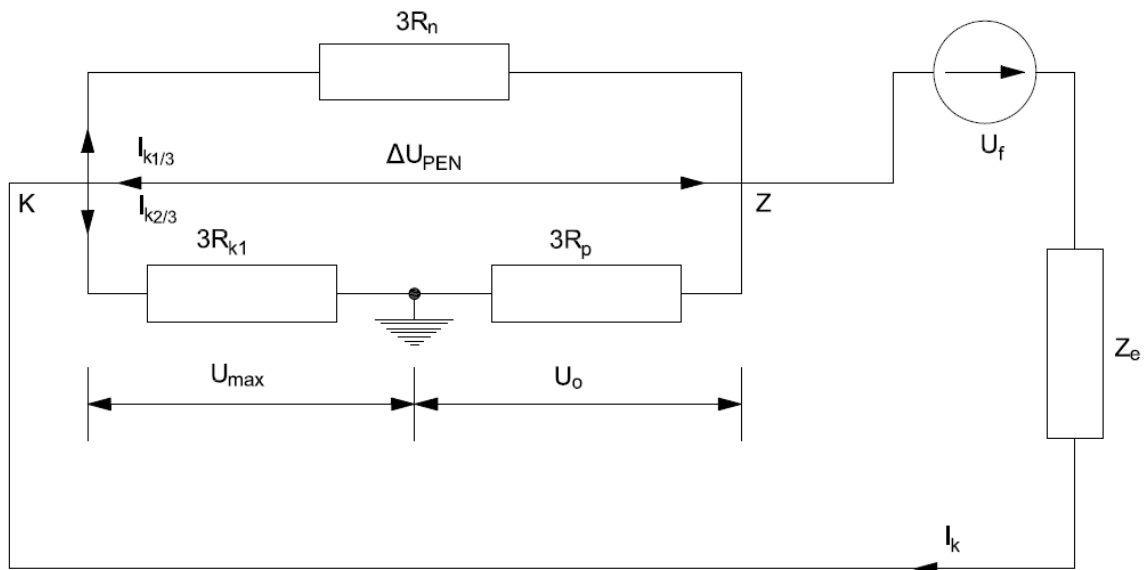 3Rn
Ik1/3
ΔUPEN
Uf
K
Z
Ik2/3
3Rk1
3Rp
Ze
Umax
Uo
Ik